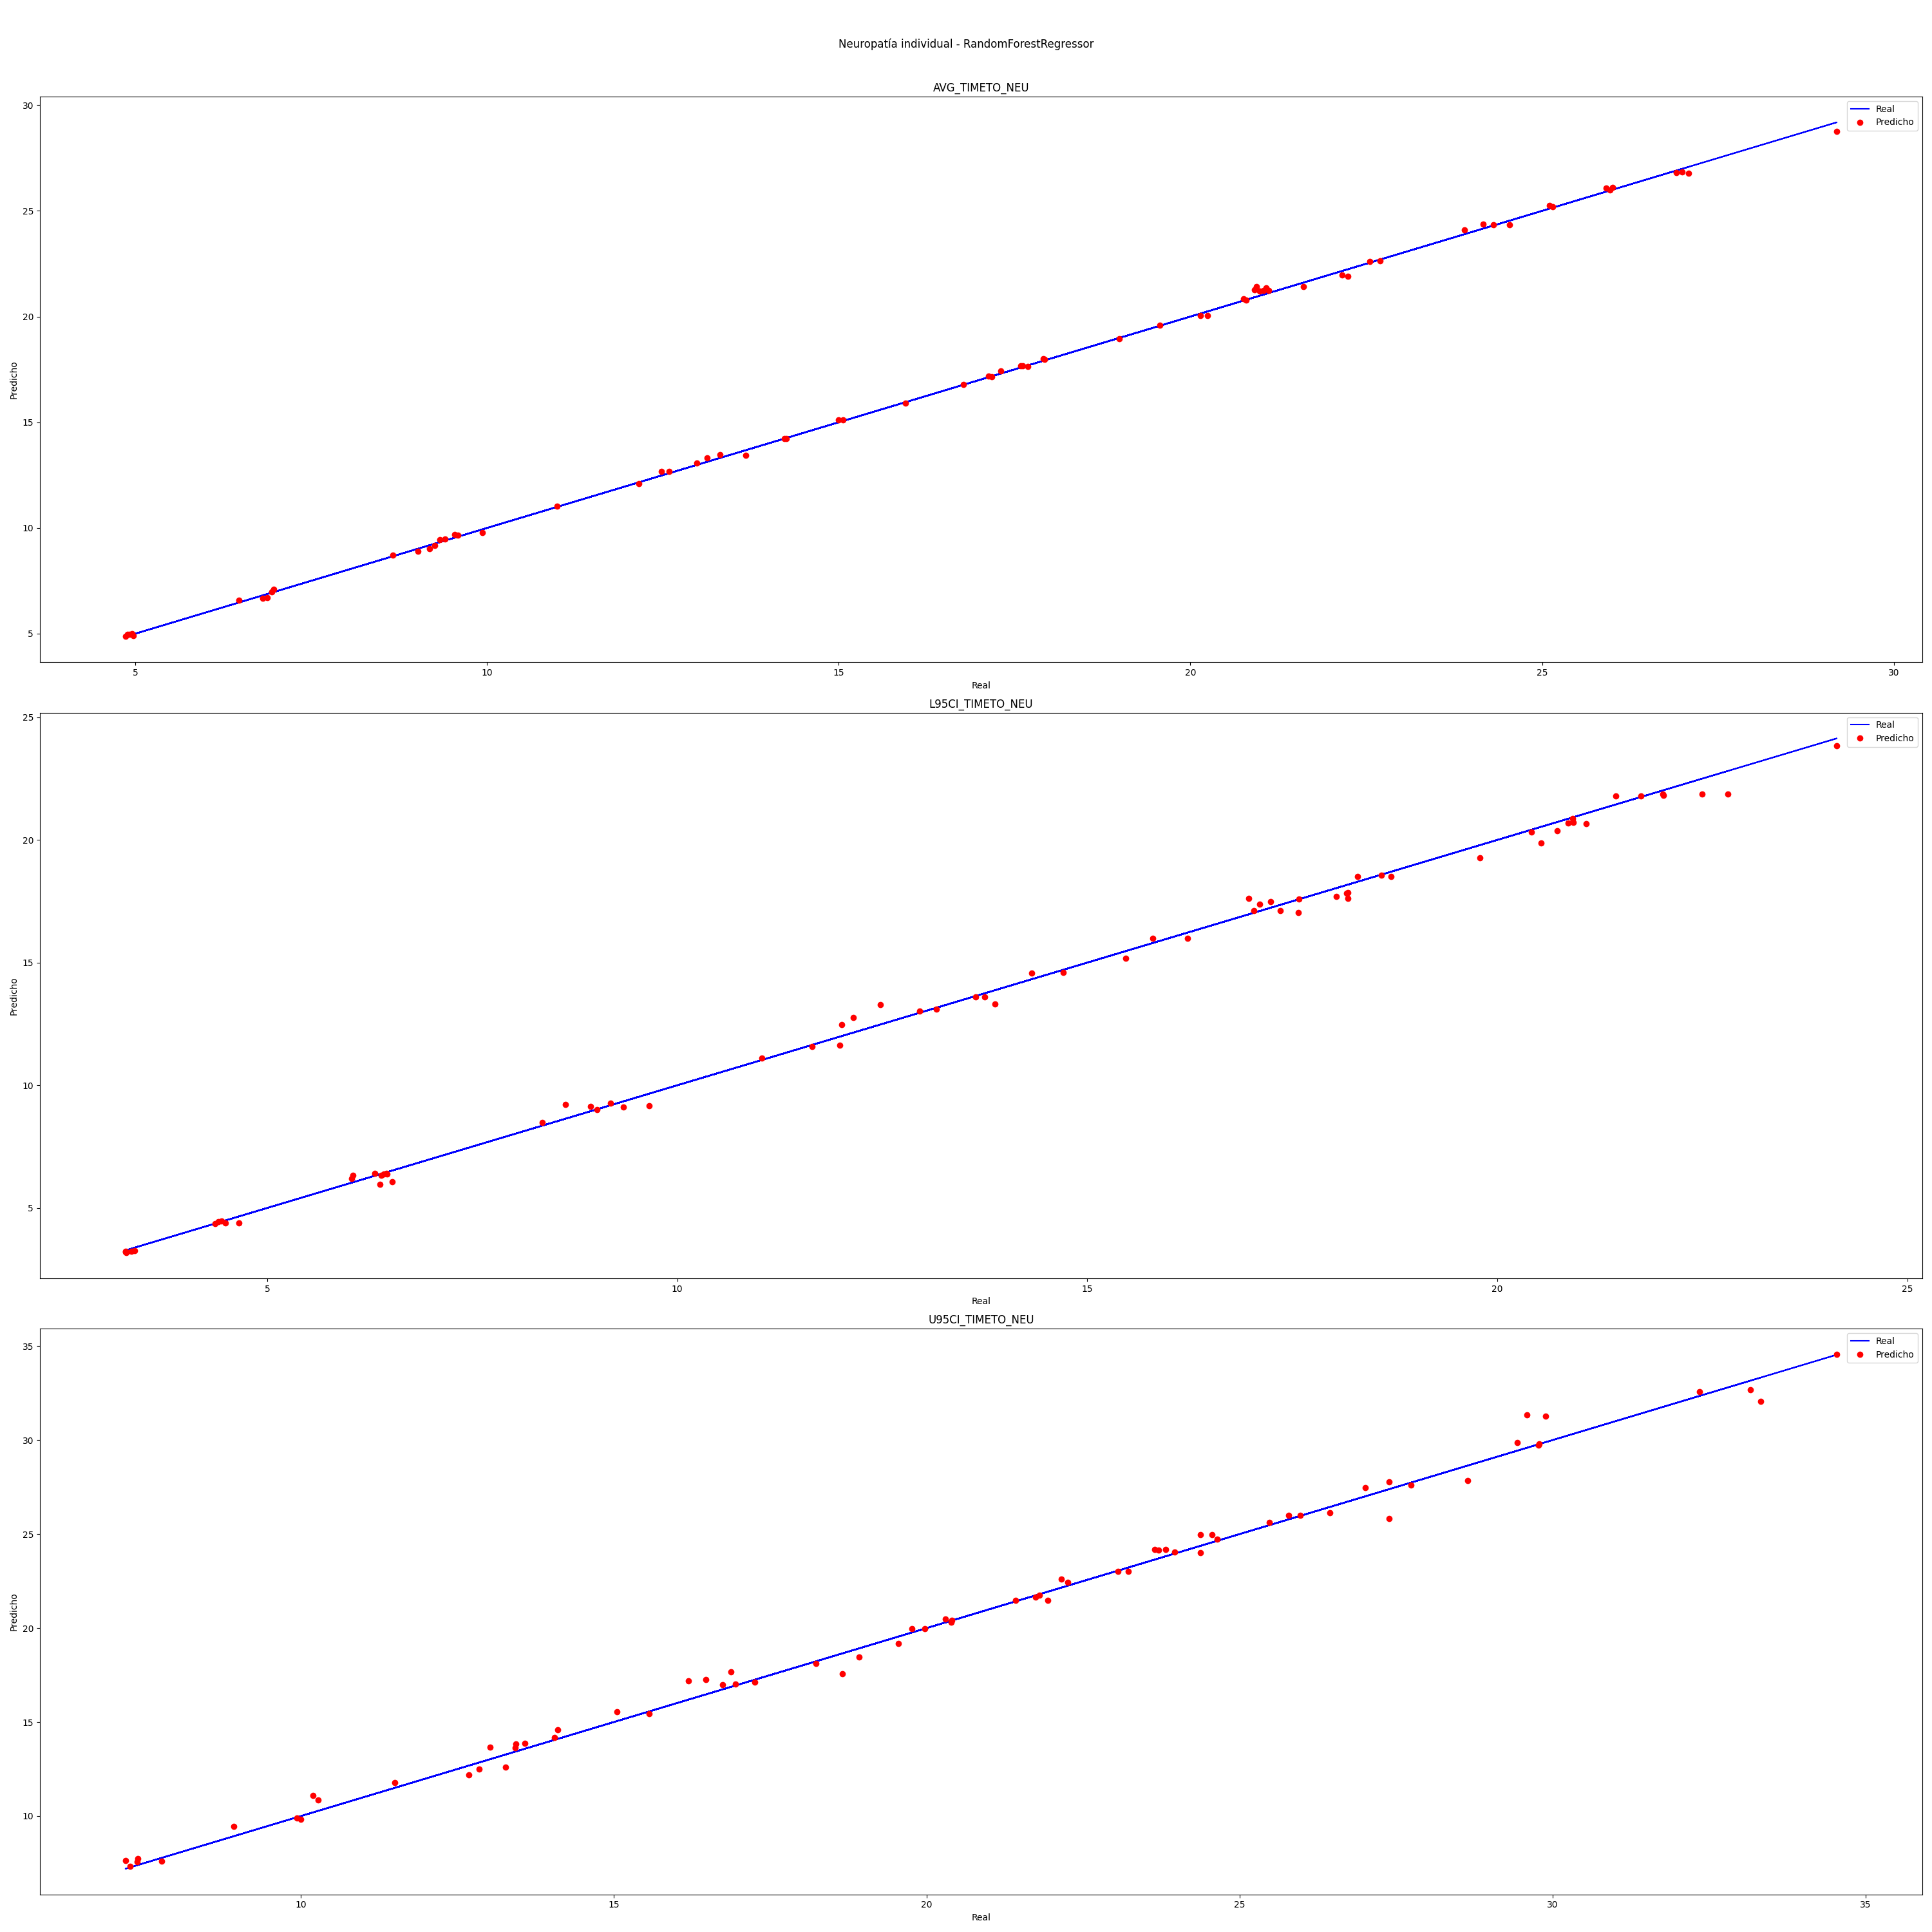 Neuropatía individual - RandomForestRegressor
AVG_TIMETO_NEU
30
25
20
15
10
5
Predicho
Real
Predicho
5 10 15 20 25 30
Real
L95CI_TIMETO_NEU
25
20
15
10
5
Predicho
Real
Predicho
5 10 15 20 25
Real
U95CI_TIMETO_NEU
35
30
25
20
15
10
Predicho
Real
Predicho
10 15 20 25 30 35
Real